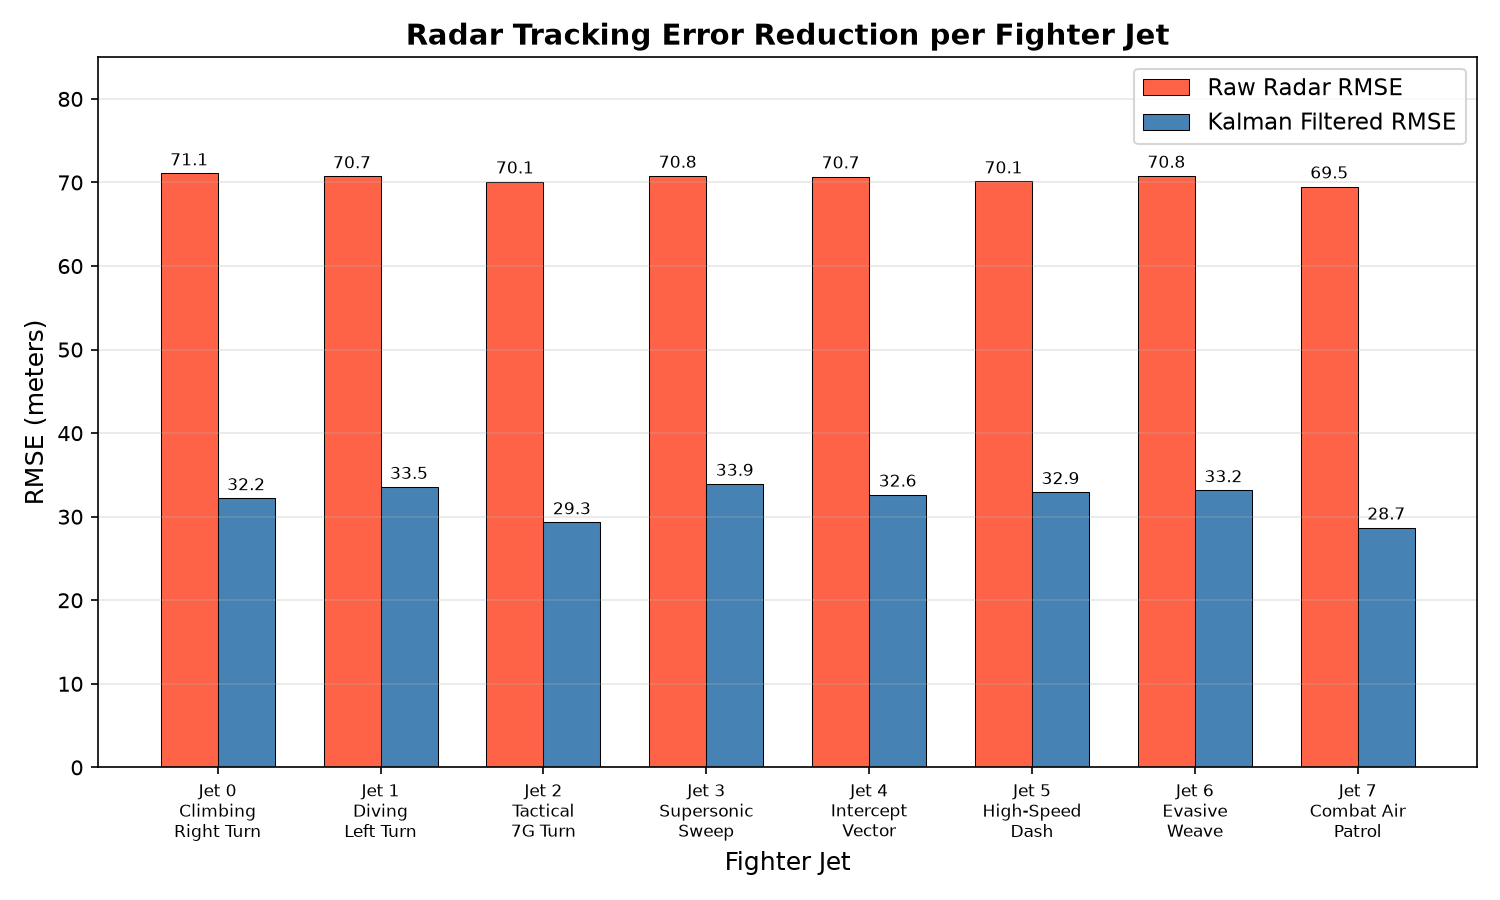 Radar Tracking Error Reduction per Fighter Jet
Raw Radar RMSE
Kalman Filtered RMSE
RMSE (meters)
80
70
60
50
40
30
20
10
0
71.1
32.2
70.7
33.5
70.1
29.3
70.8
33.9
70.7
32.6
70.1
32.9
70.8
33.2
69.5
28.7
Jet 0
Climbing
Right Turn
Jet 1
Diving
Left Turn
Jet 2
Tactical
7G Turn
Jet 3
Supersonic
Sweep
Jet 4
Intercept
Vector
Jet 5
High-Speed
Dash
Jet 6
Evasive
Weave
Jet 7
Combat Air
Patrol
Fighter Jet